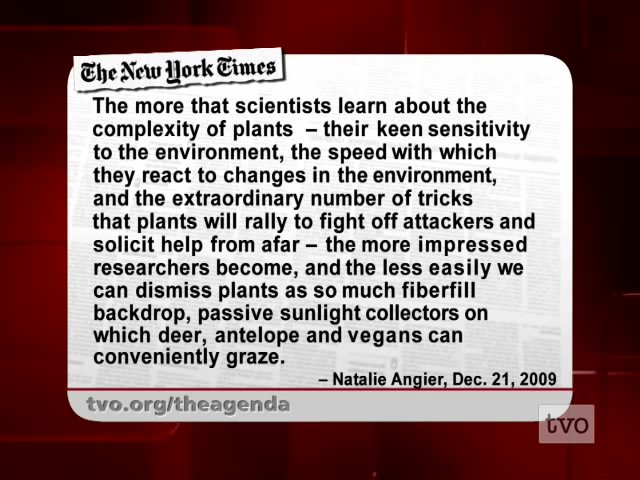 The New York Times
The more that scientists learn about the
complexity of plants – their keen sensitivity
to the environment, the speed with which
they react to changes in the environment,
and the extraordinary number of tricks
that plants will rally to fight off attackers and
solicit help from afar – the more impressed
researchers become, and the less easily we
can dismiss plants as so much fiberfill
backdrop, passive sunlight collectors on
which deer, antelope and vegans can
conveniently graze.
– Natalie Angier, Dec. 21, 2009
tvo.org/theagenda
tvo